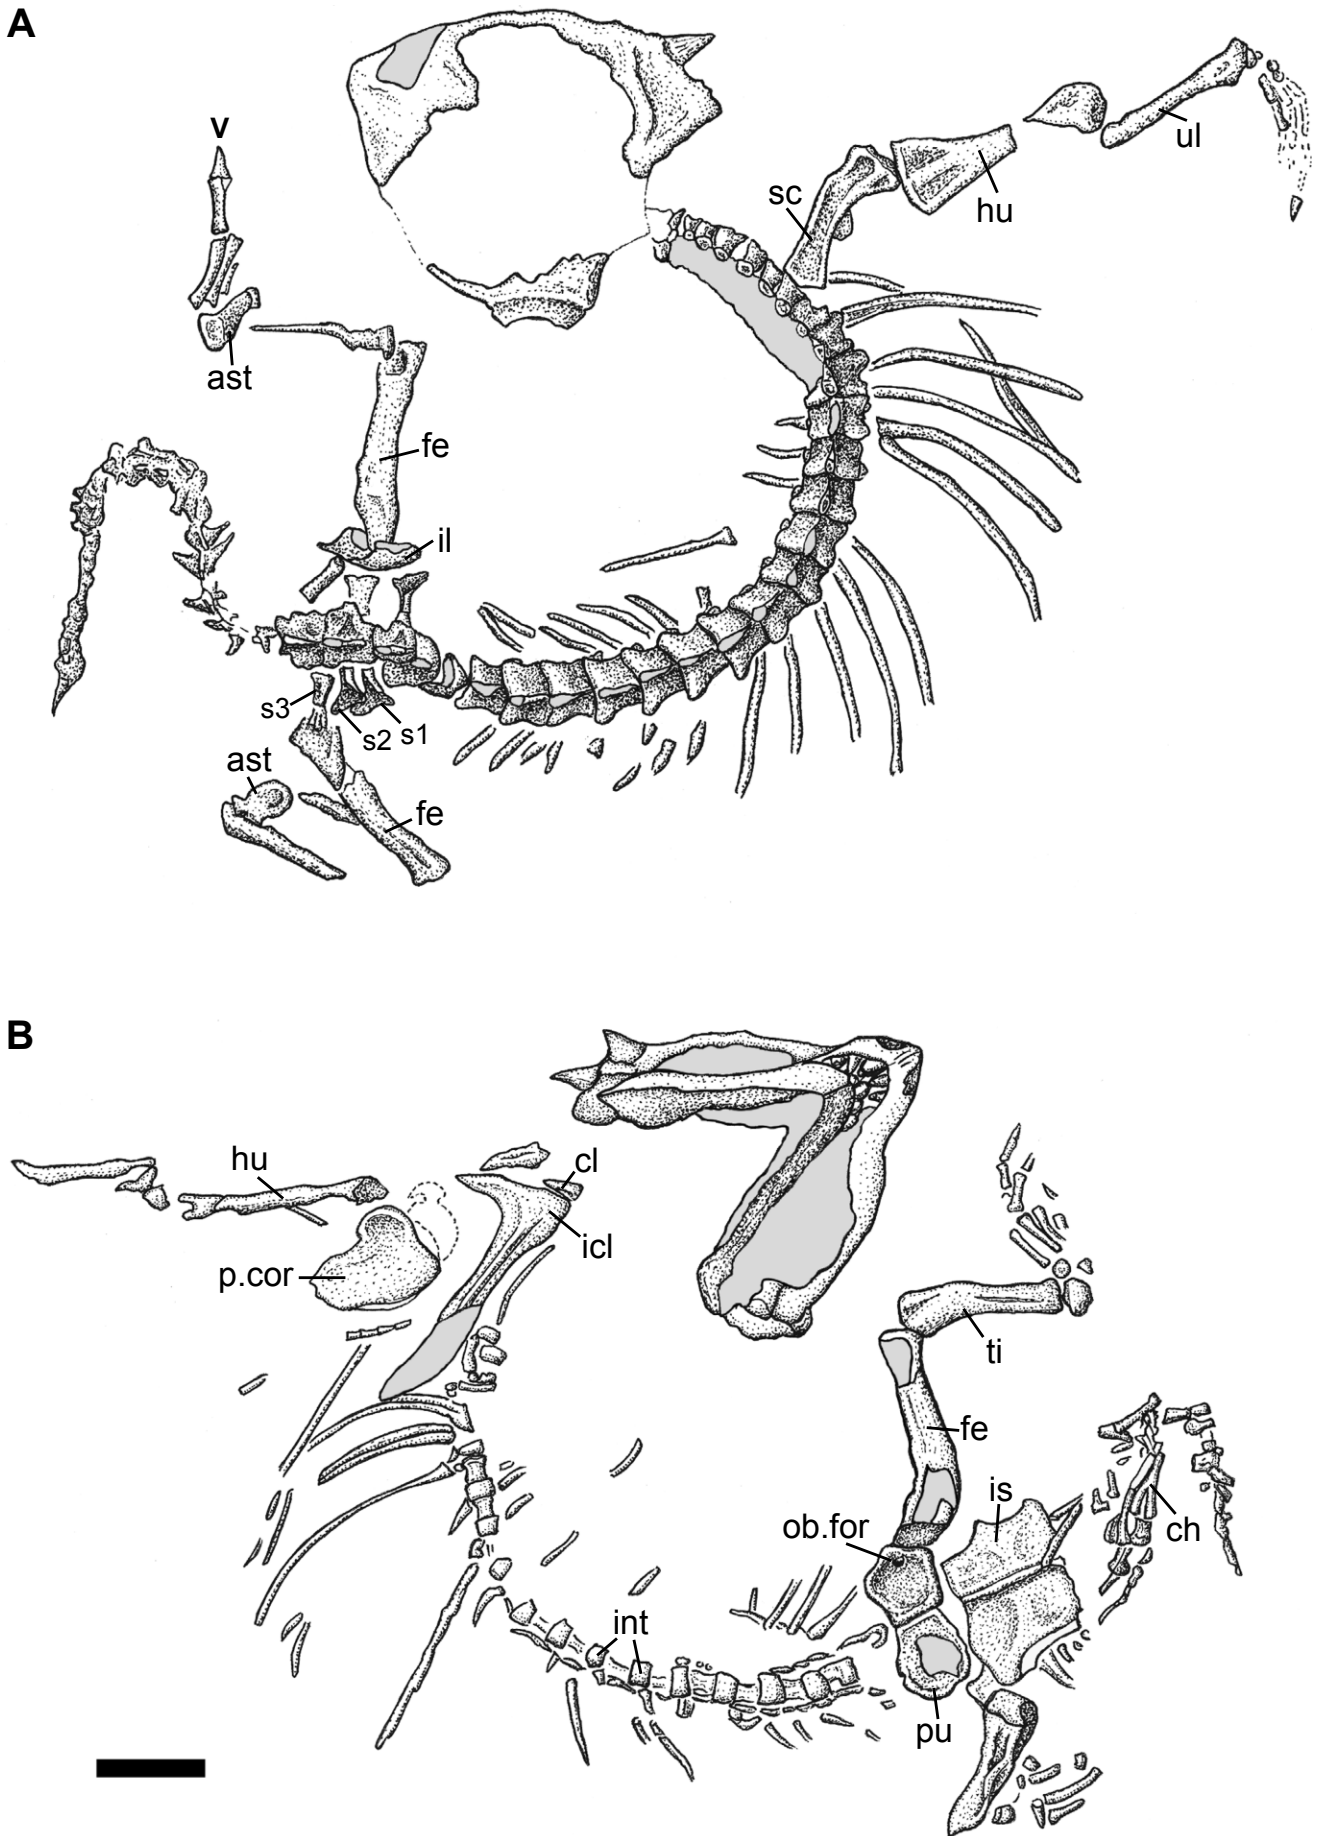 A
V
ul
sc
hu
ast
fe
il
s3
s2
s1
ast
fe
B
hu
cl
icl
p.cor
ti
fe
is
ob.for
ch
int
pu